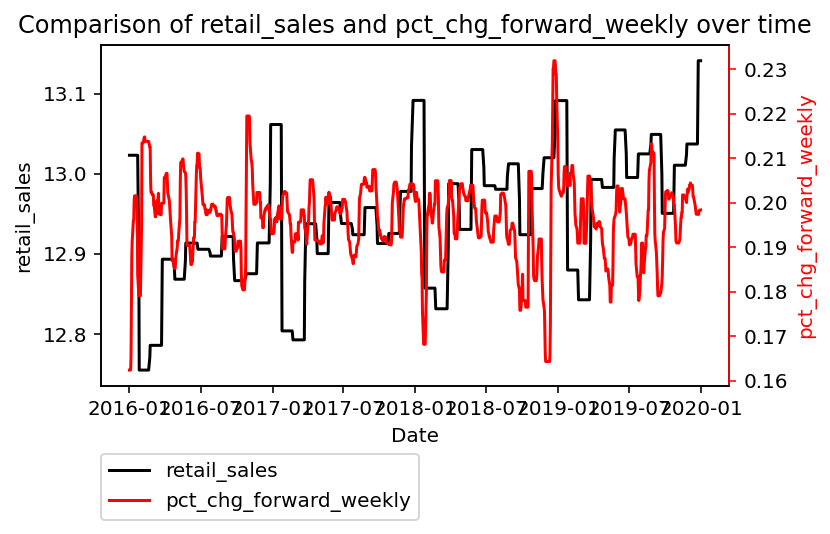 Comparison of retail_sales and pct_chg_forward_weekly over time
retail_sales
13.1
13.0
12.9
12.8
0.23
0.22
0.21
0.20
0.19
0.18
0.17
0.16
pct_chg_forward_weekly
2016-01 2016-07 2017-01 2017-07 2018-01 2018-07 2019-01 2019-07 2020-01
Date
retail_sales
pct_chg_forward_weekly